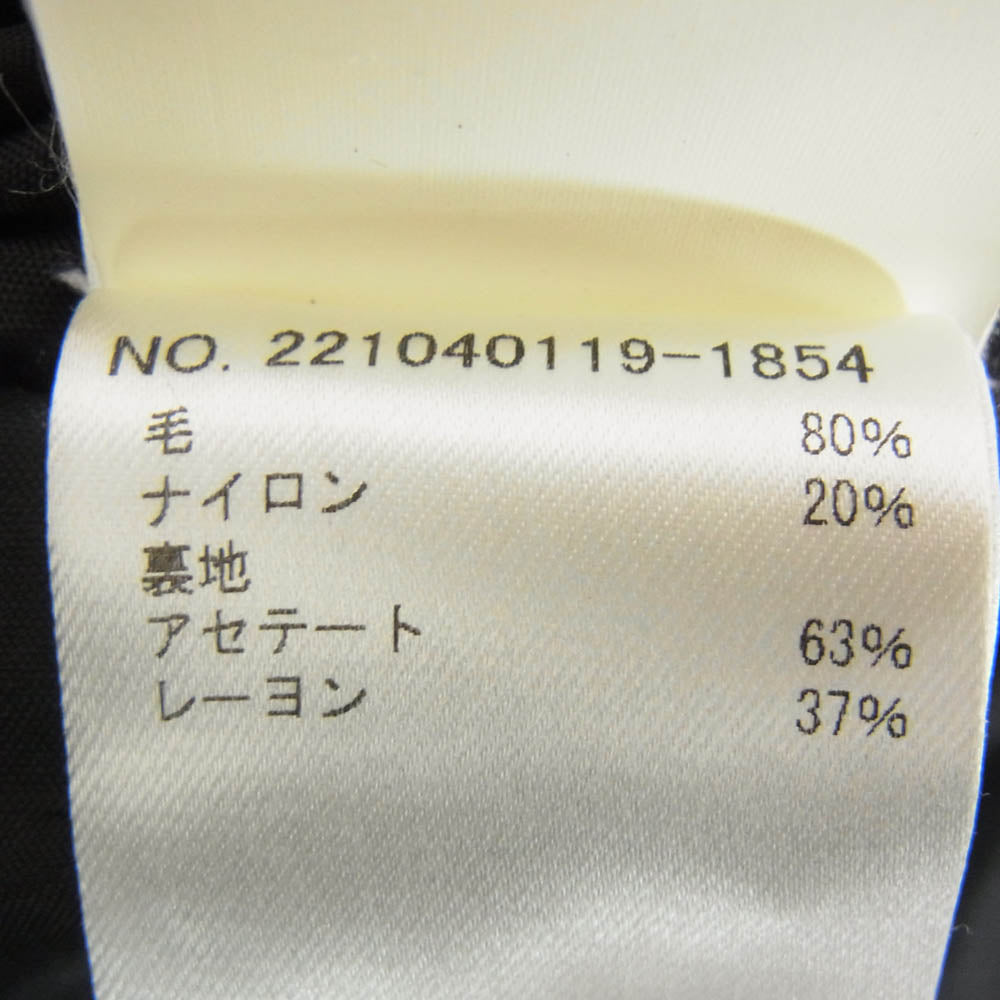 NO. 221040119-1854
毛 80%
ナイロン 20%
裏地
アセテート 63%
レーヨン 37%